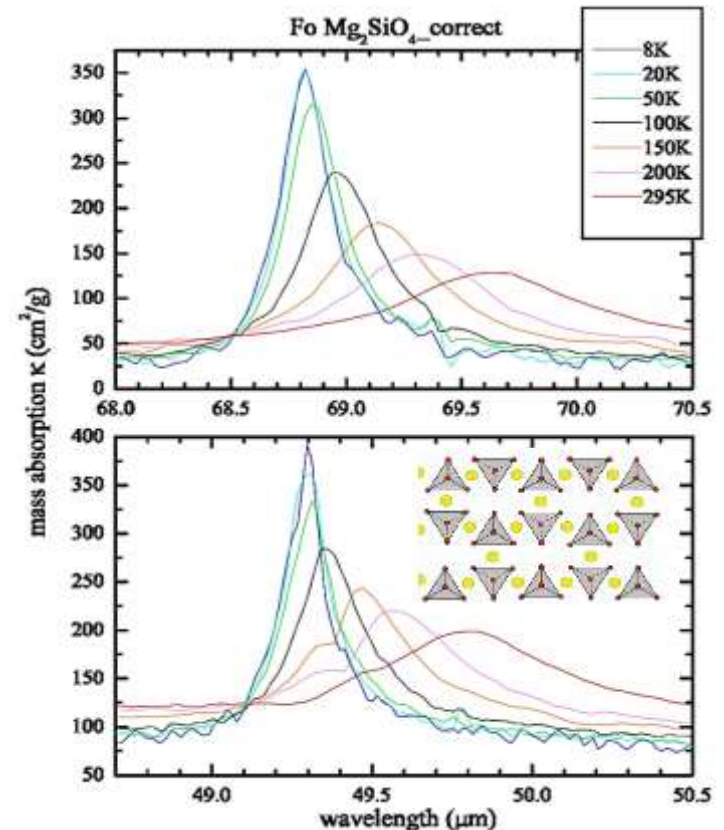 Fo Mg₂SiO₄_correct
8K
20K
50K
100K
150K
200K
295K
350
300
250
200
150
100
50
0
68.0 68.5 69.0 69.5 70.0 70.5
mass absorption κ (cm²/g)
400
350
300
250
200
150
100
50
49.0 49.5 50.0 50.5
wavelength (μm)